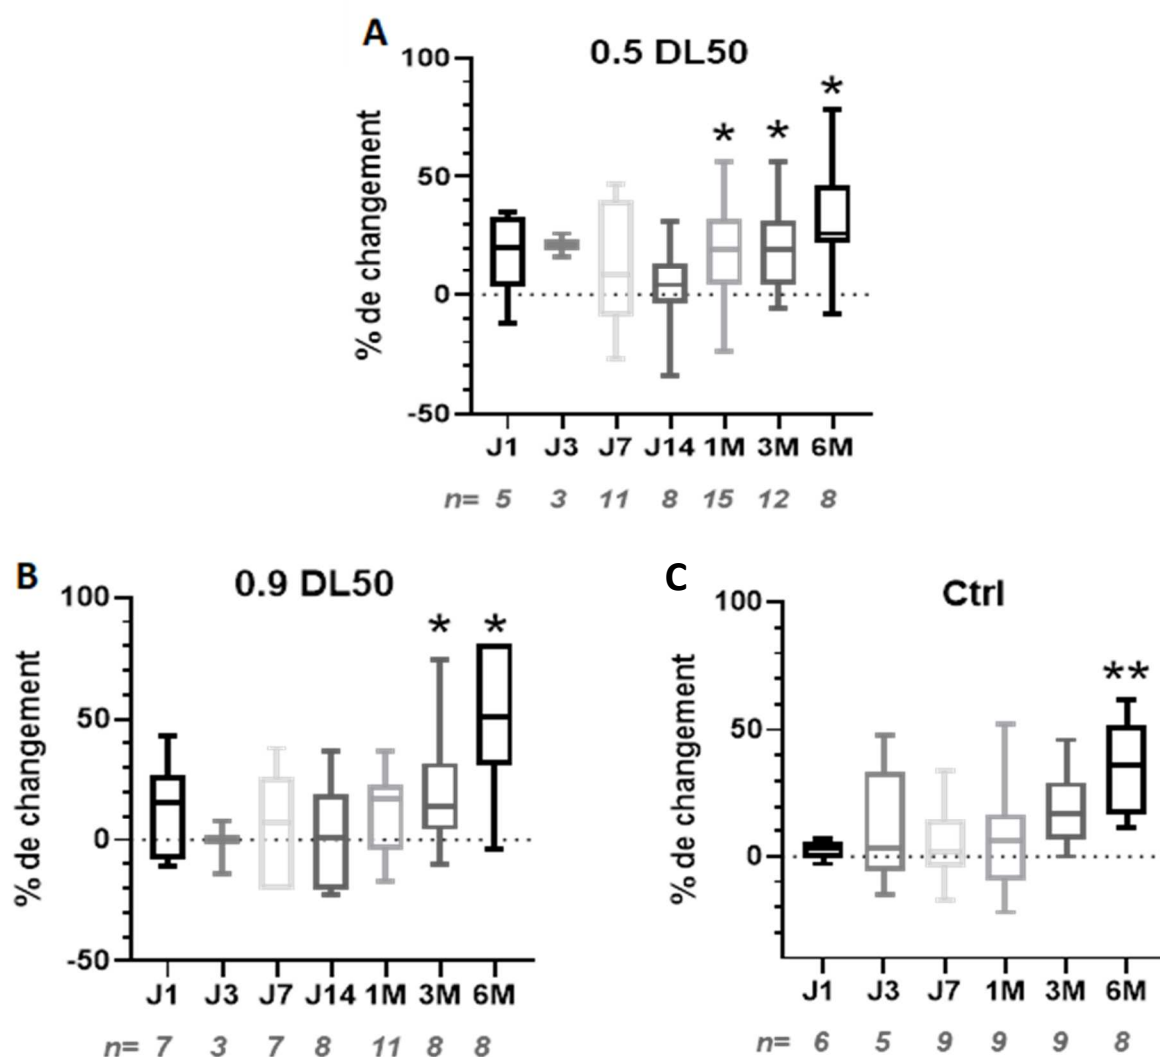 A
0.5 DL50
% de changement
100
50
0
-50
* * *
J1 J3 J7 J14 1M 3M 6M
n= 5 3 11 8 15 12 8
B
0.9 DL50
% de changement
100
50
0
-50
* *
J1 J3 J7 J14 1M 3M 6M
n= 7 3 7 8 11 8 8
C
Ctrl
% de changement
100
50
0
**
J1 J3 J7 1M 3M 6M
n= 6 5 9 9 9 8